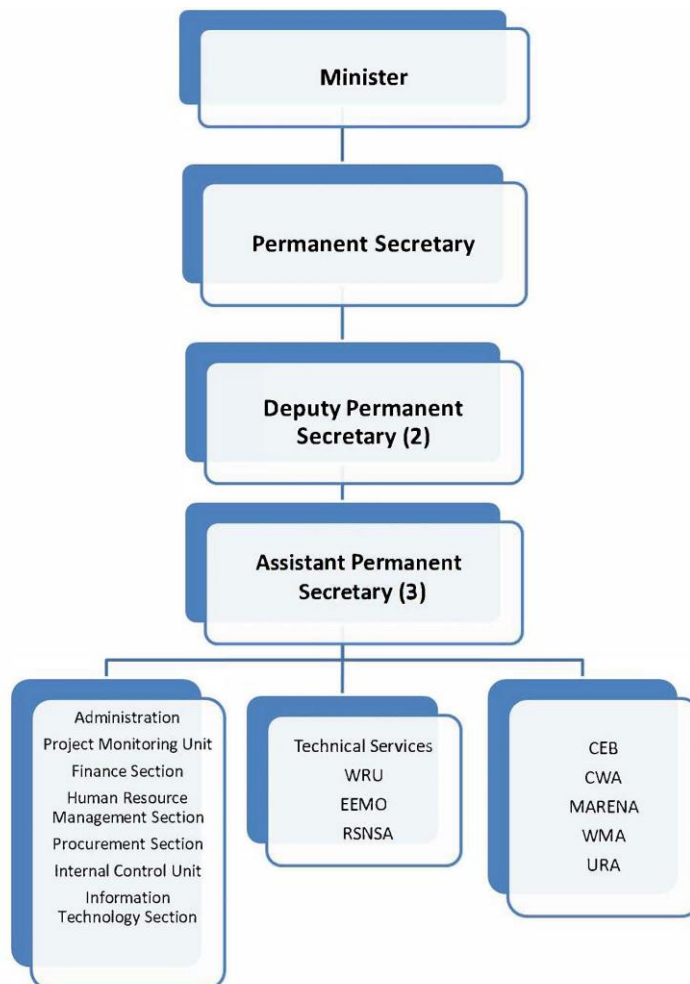 Minister
Permanent Secretary
Deputy Permanent
Secretary (2)
Assistant Permanent
Secretary (3)
Administration
Project Monitoring Unit
Finance Section
Human Resource
Management Section
Procurement Section
Internal Control Unit
Information
Technology Section
Technical Services
WRU
EEMO
RSNSA
CEB
CWA
MARENA
WMA
URA